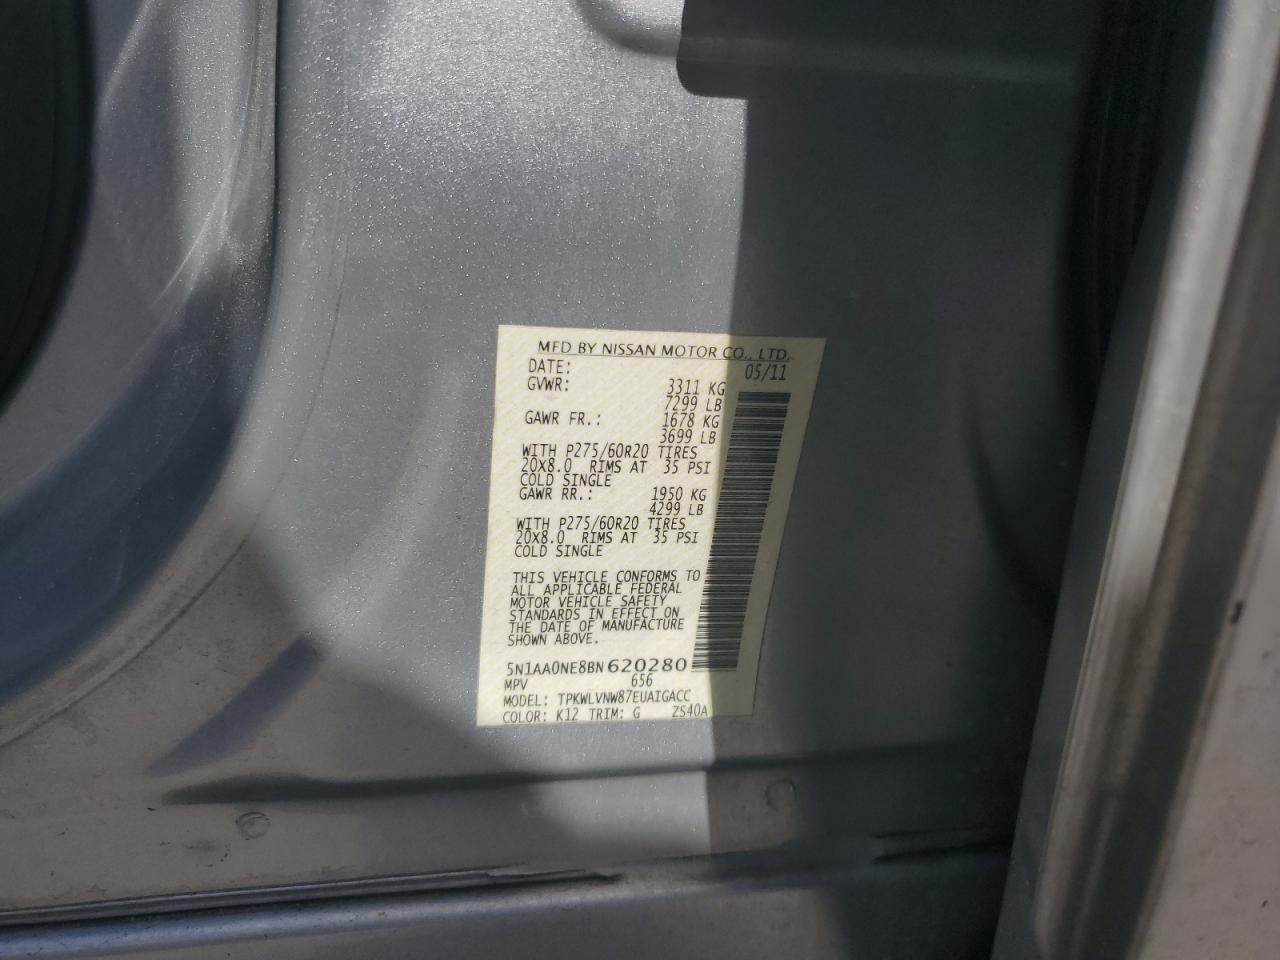 MFD BY NISSAN MOTOR CO., LTD.
DATE: 05/11
GVWR: 3311 KG
7299 LB
GAWR FR.: 1678 KG
3699 LB
WITH P275/60R20 TIRES
20X8.0 RIMS AT 35 PSI
COLD SINGLE
GAWR RR.: 1950 KG
4299 LB
WITH P275/60R20 TIRES
20X8.0 RIMS AT 35 PSI
COLD SINGLE
THIS VEHICLE CONFORMS TO
ALL APPLICABLE FEDERAL
MOTOR VEHICLE SAFETY
STANDARDS IN EFFECT ON
THE DATE OF MANUFACTURE
SHOWN ABOVE.
5N1AA0NE8BN620280
MPV 656
MODEL: TPKWLVNW87EUAIGACC
COLOR: K12 TRIM: G ZS40A